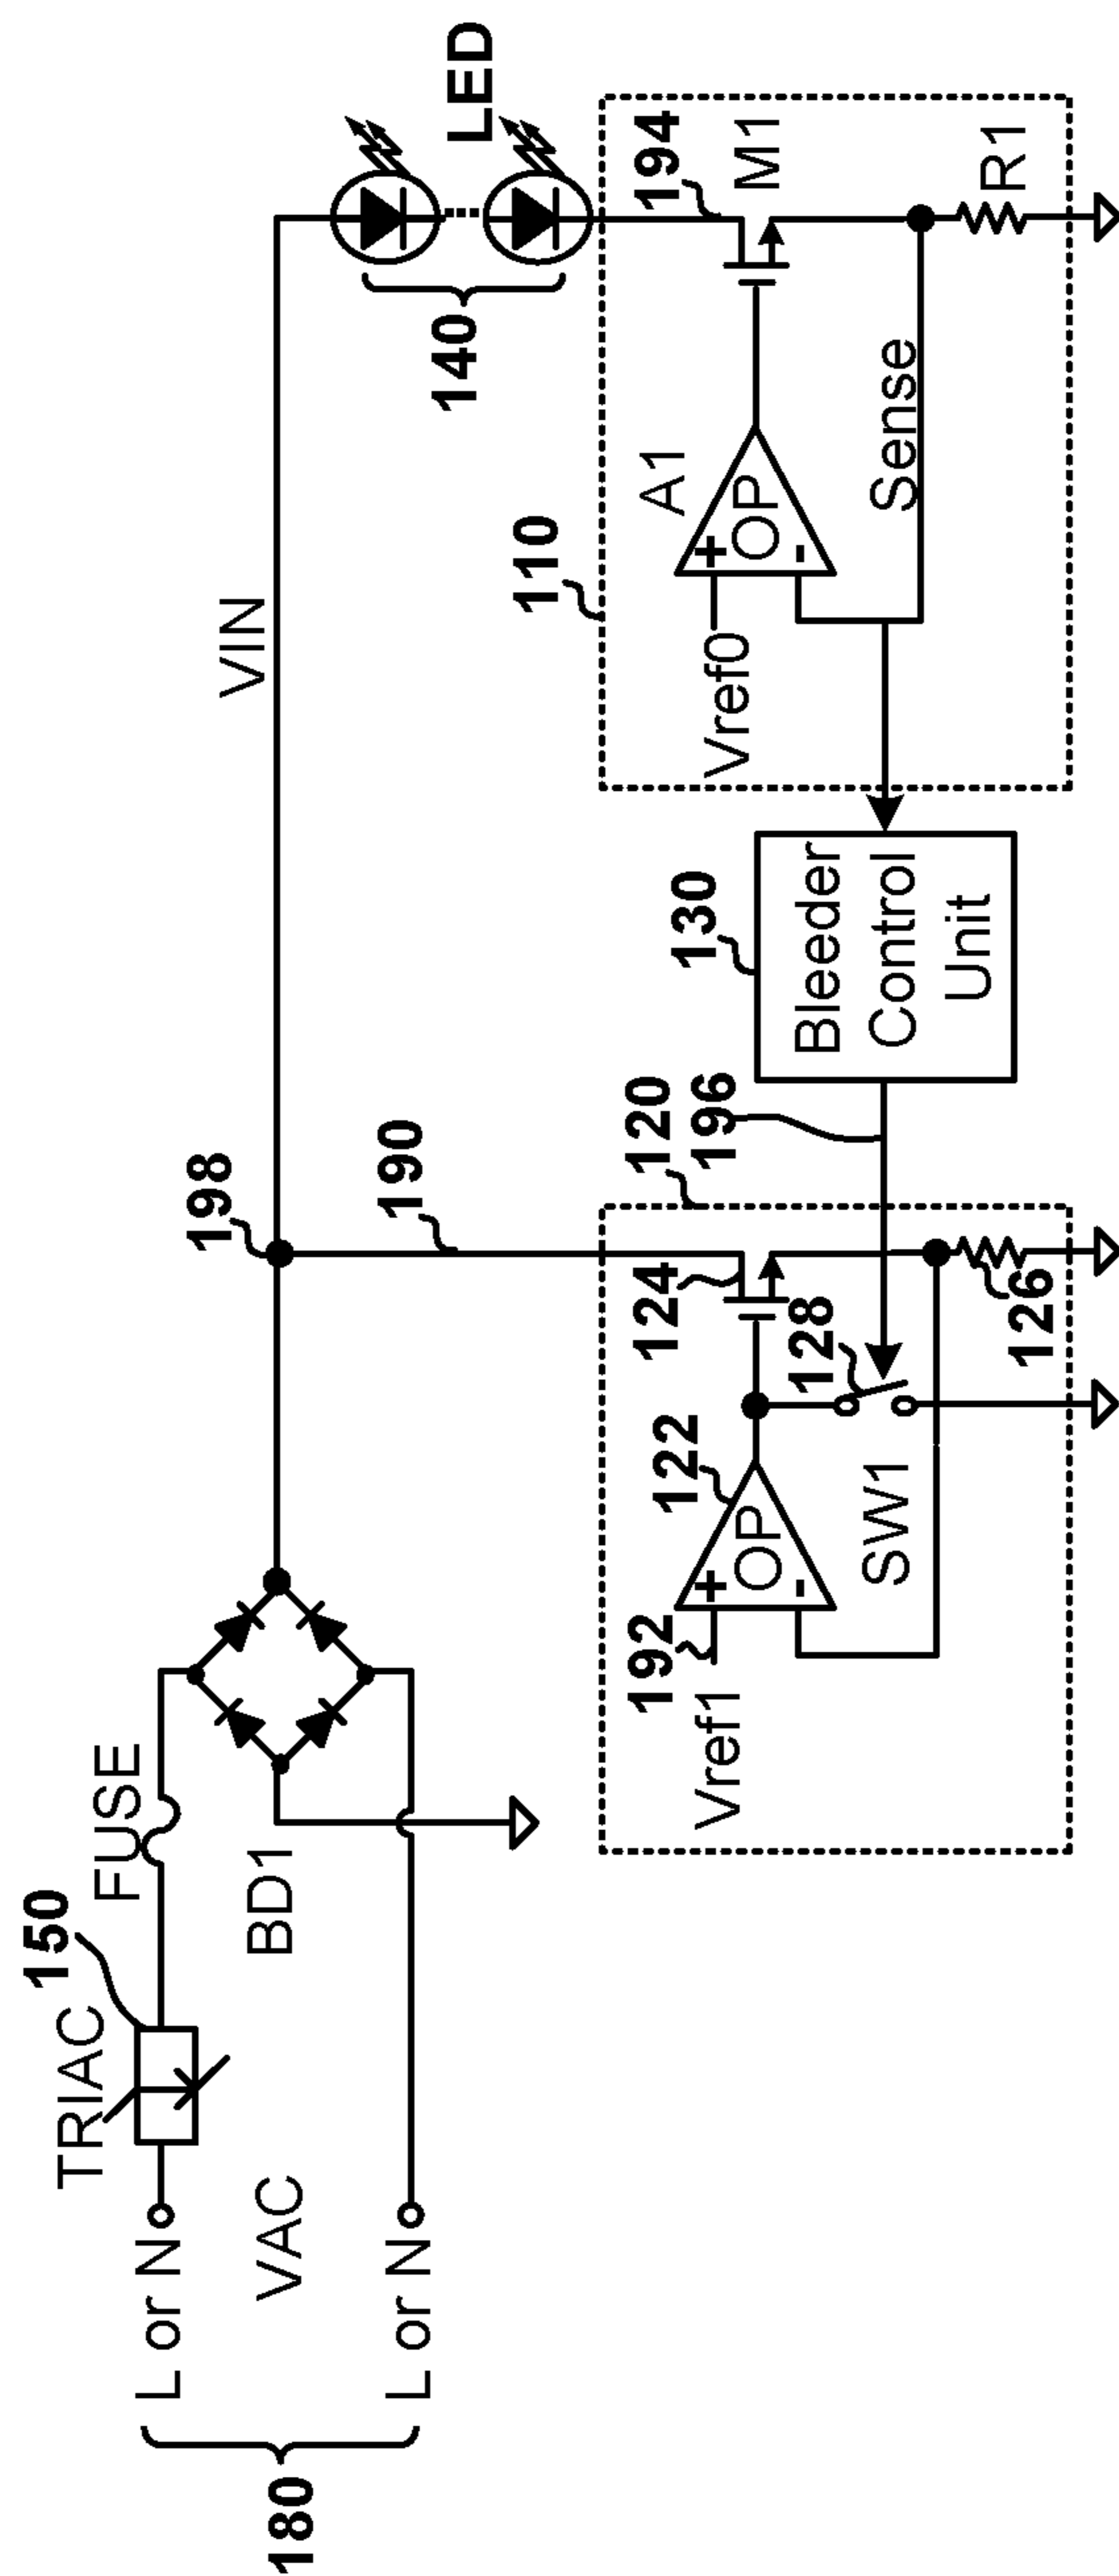 180
L or N
VAC
L or N
TRIAC
150
FUSE
BD1
198
190
VIN
140
LED
120
196
Vref1
192
+
OP
-
122
SW1
128
124
126
130
Bleeder
Control
Unit
110
Vref0
+
OP
-
A1
Sense
194
M1
R1